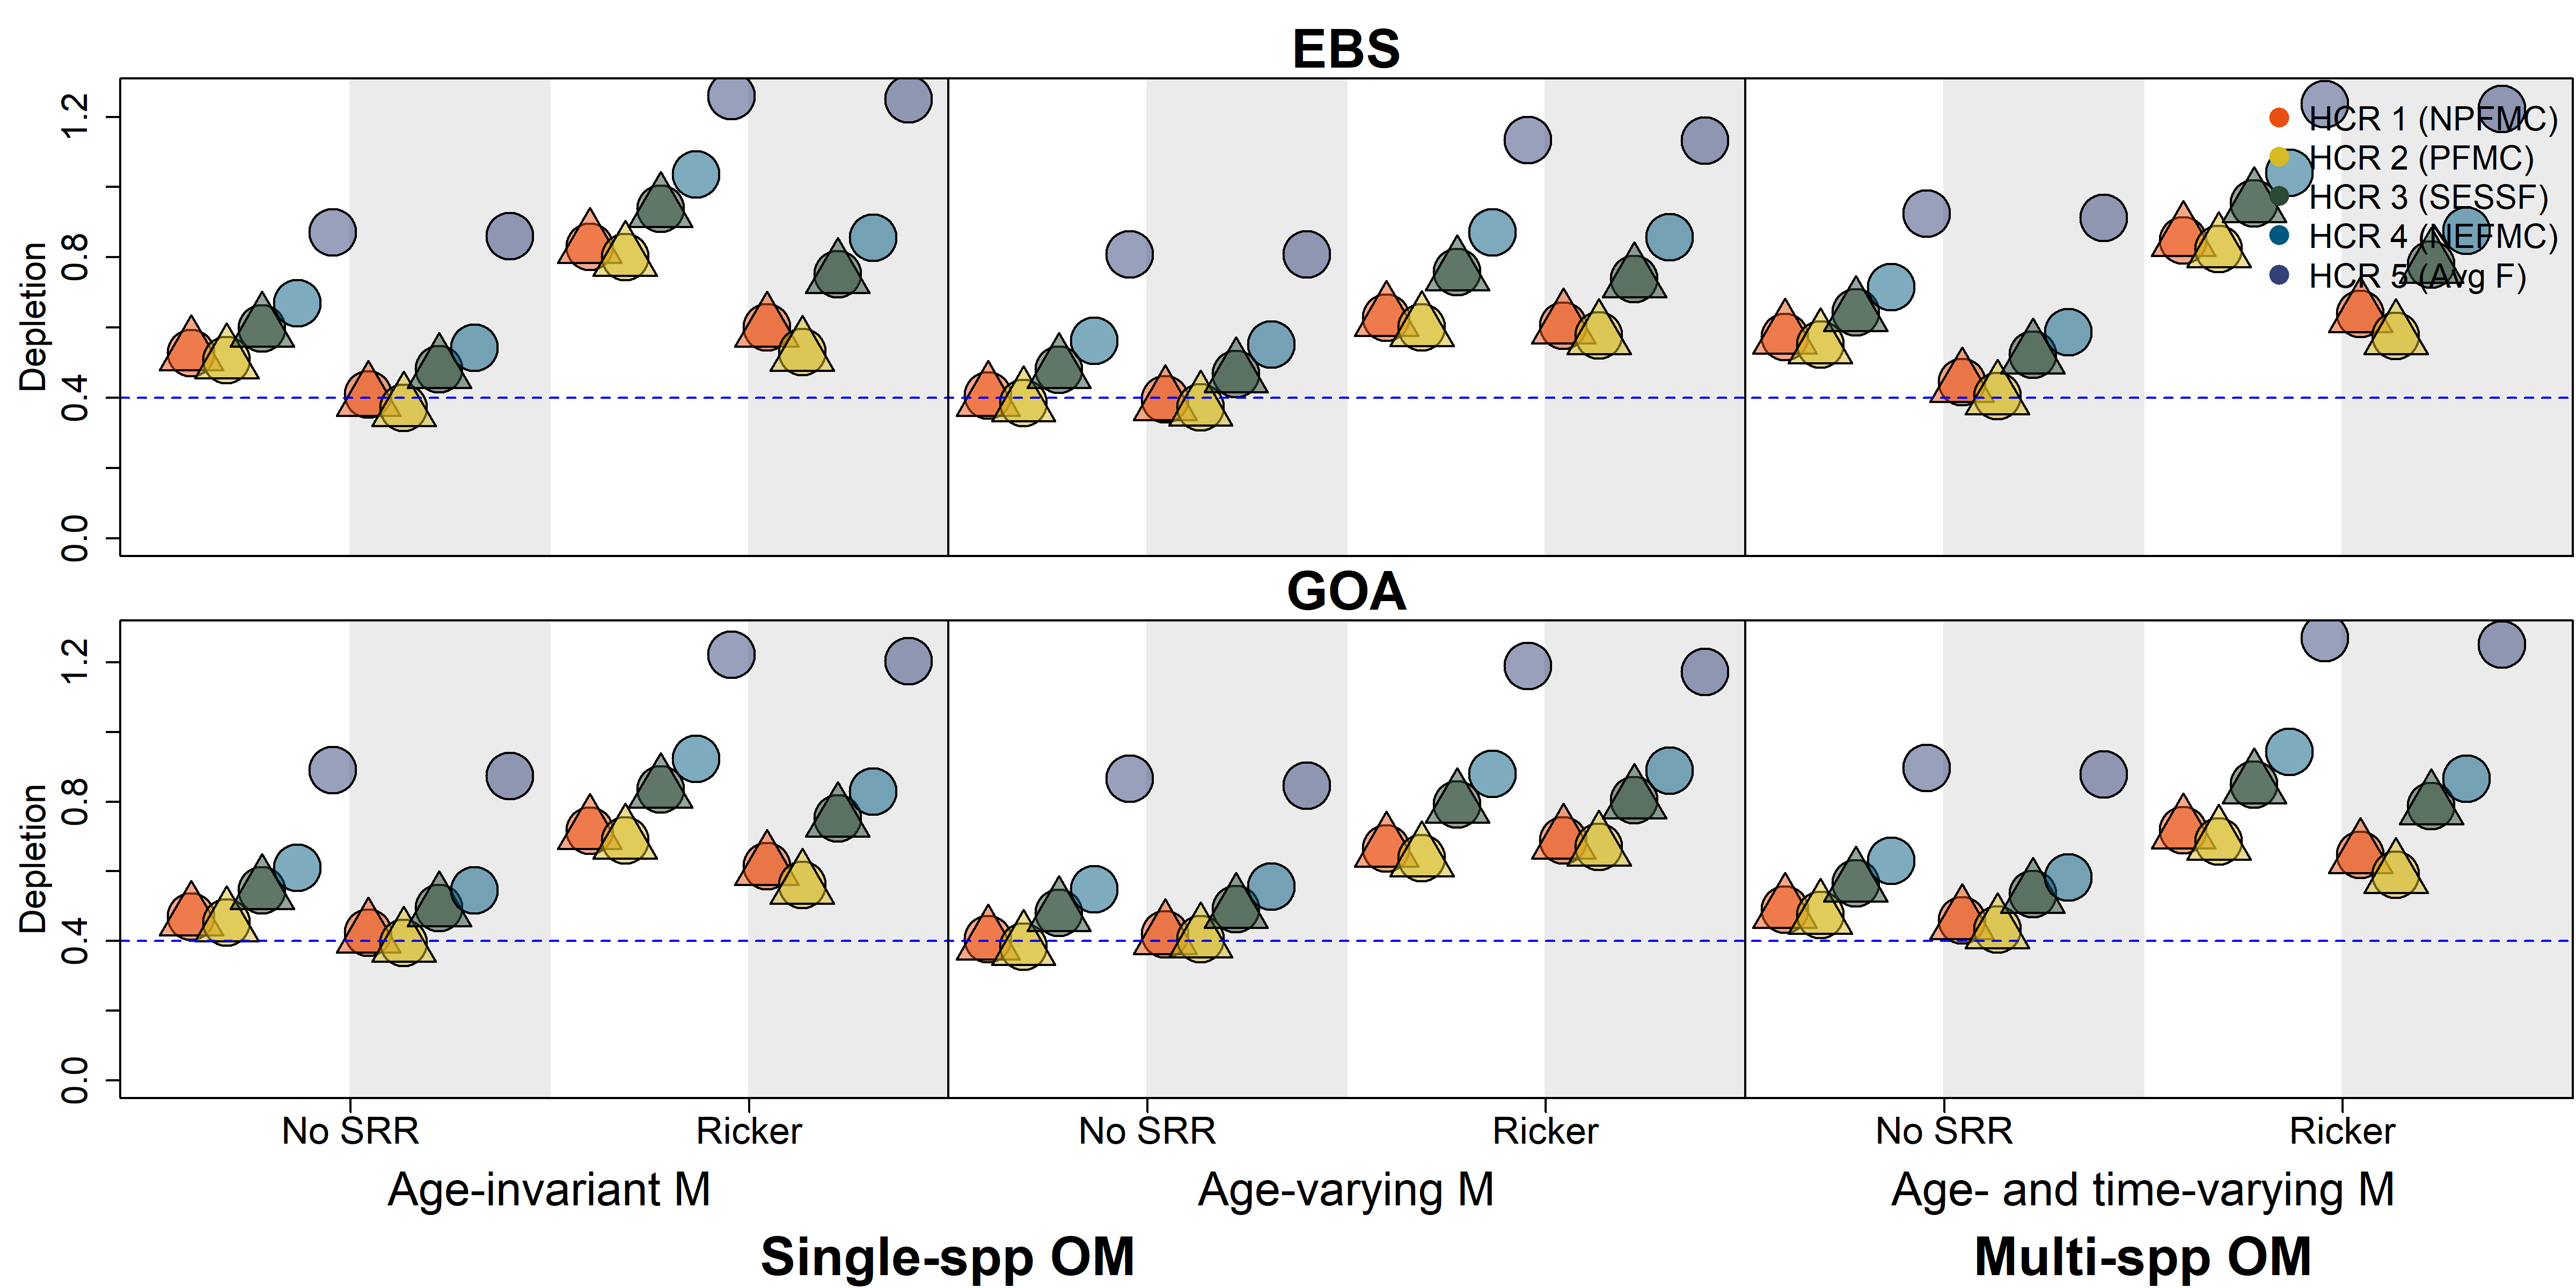 EBS
Depletion
1.2
0.8
0.4
0.0
HCR 1 (NPFMC)
HCR 2 (PFMC)
HCR 3 (SESSF)
HCR 4 (NEFMC)
HCR 5 (Avg F)
GOA
Depletion
1.2
0.8
0.4
0.0
No SRR Ricker No SRR Ricker No SRR Ricker
Age-invariant M Age-varying M Age- and time-varying M
Single-spp OM Multi-spp OM